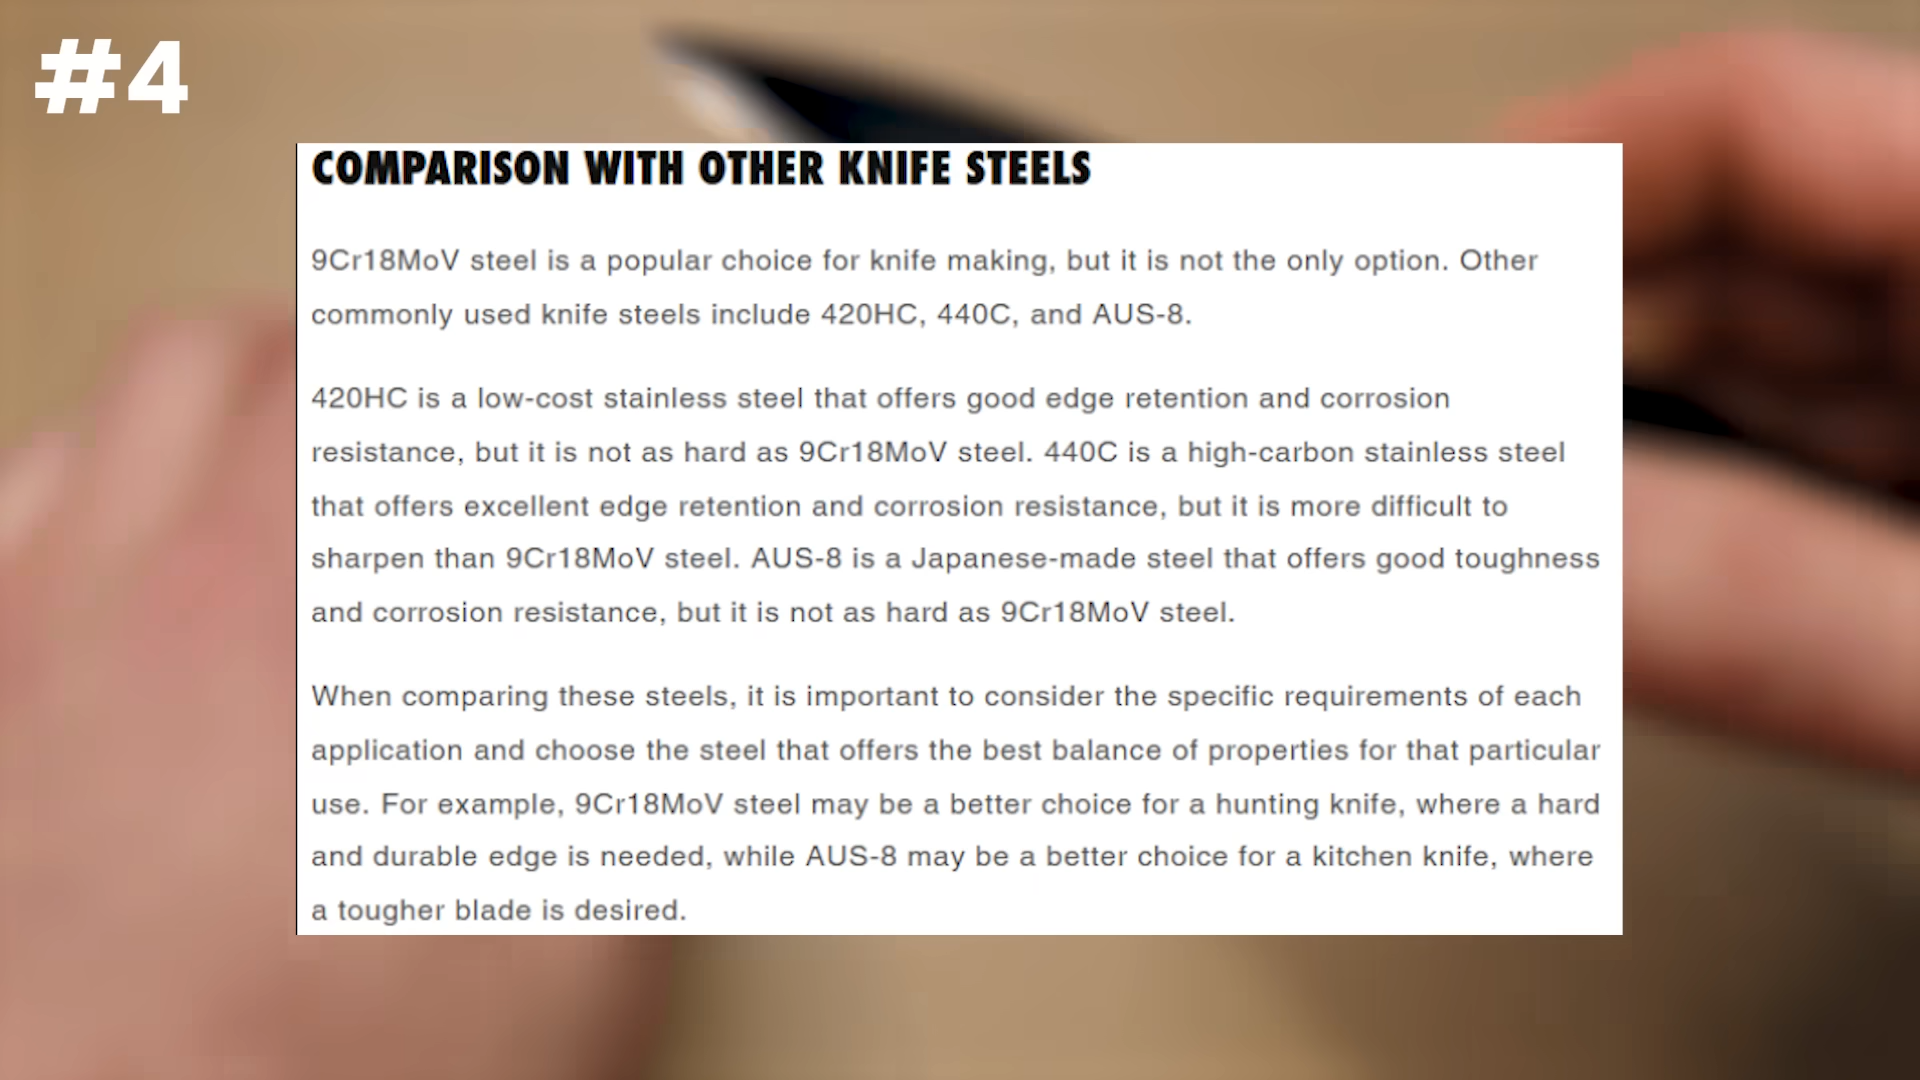 #4
COMPARISON WITH OTHER KNIFE STEELS
9Cr18MoV steel is a popular choice for knife making, but it is not the only option. Other
commonly used knife steels include 420HC, 440C, and AUS-8.
420HC is a low-cost stainless steel that offers good edge retention and corrosion
resistance, but it is not as hard as 9Cr18MoV steel. 440C is a high-carbon stainless steel
that offers excellent edge retention and corrosion resistance, but it is more difficult to
sharpen than 9Cr18MoV steel. AUS-8 is a Japanese-made steel that offers good toughness
and corrosion resistance, but it is not as hard as 9Cr18MoV steel.
When comparing these steels, it is important to consider the specific requirements of each
application and choose the steel that offers the best balance of properties for that particular
use. For example, 9Cr18MoV steel may be a better choice for a hunting knife, where a hard
and durable edge is needed, while AUS-8 may be a better choice for a kitchen knife, where
a tougher blade is desired.